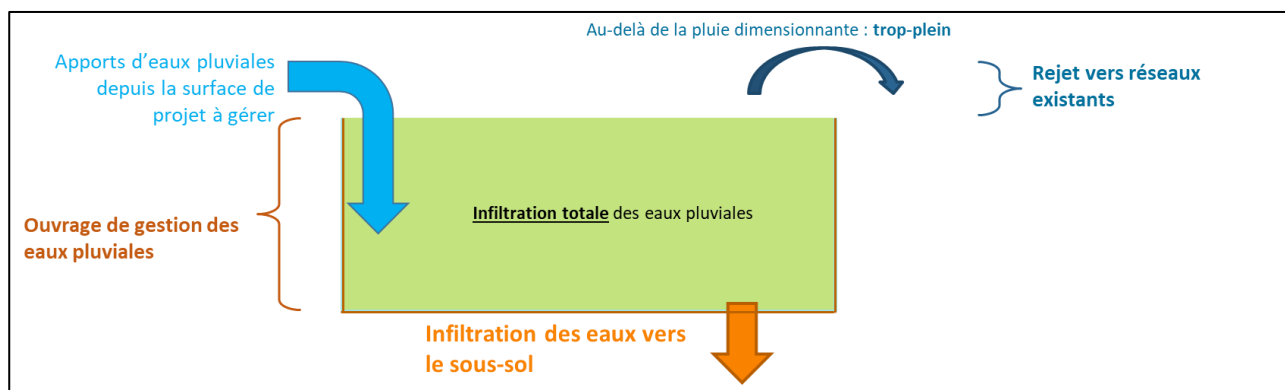 Au-delà de la pluie dimensionnante : trop-plein
Apports d'eaux pluviales
depuis la surface de
projet à gérer
Rejet vers réseaux
existants
Ouvrage de gestion des
eaux pluviales
Infiltration totale des eaux pluviales
Infiltration des eaux vers
le sous-sol